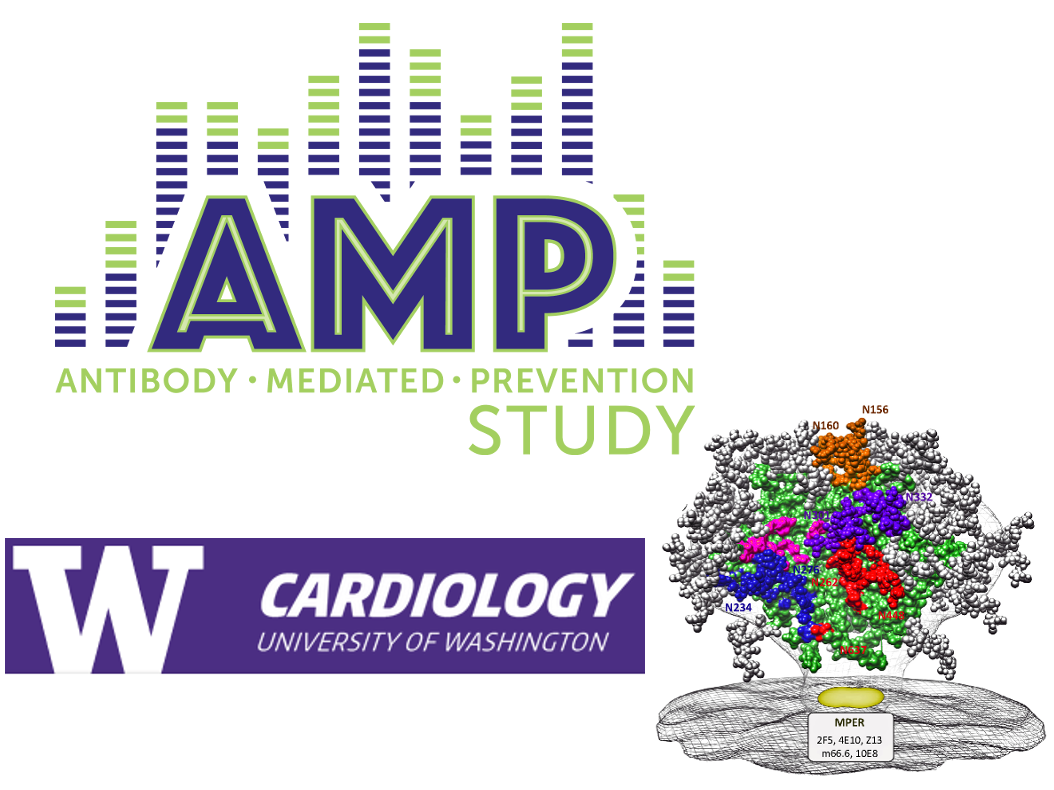 AMP
ANTIBODY · MEDIATED · PREVENTION
STUDY
W
CARDIOLOGY
UNIVERSITY OF WASHINGTON
N156
N160
N332
N301
N276
N262
N234
N448
N637
MPER
2F5, 4E10, Z13
m66.6, 10E8